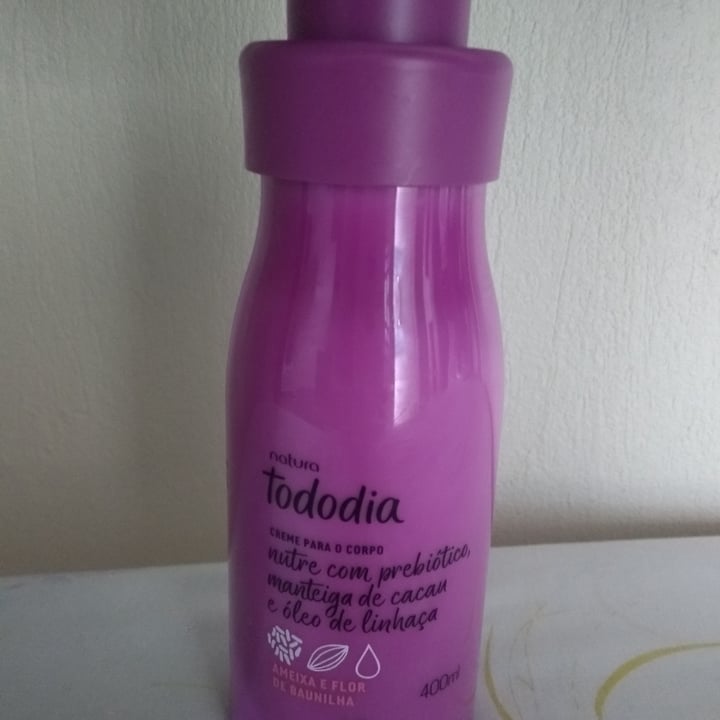 natura
tododia
CREME PARA O CORPO
nutre com prebiótico,
manteiga de cacau
e óleo de linhaça
AMEIXA E FLOR
DE BAUNILHA
400ml